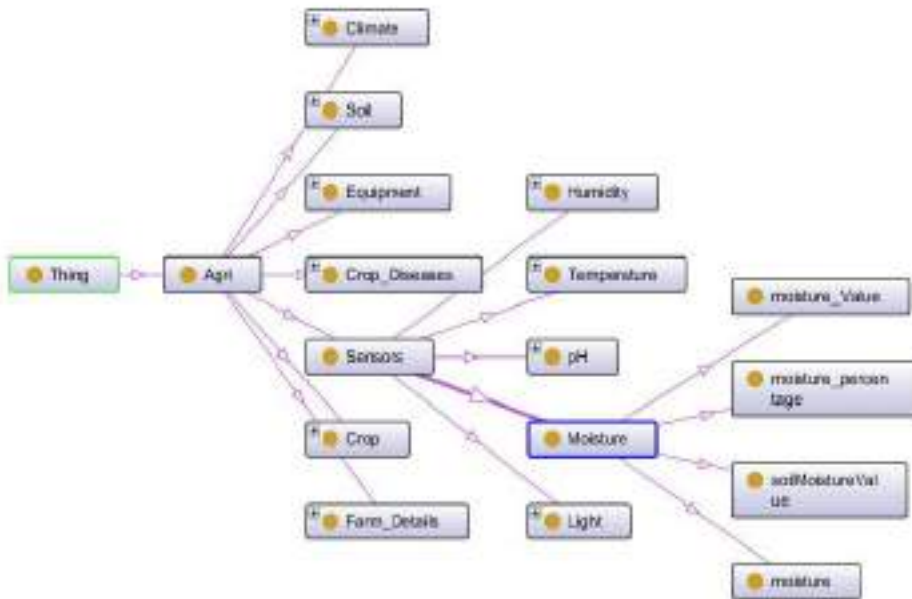 Climate
Soil
Equipment
Humidity
Thing
Agri
Crop_Diseases
Temperature
moisture_Value
Sensors
pH
moisture_percen
tage
Crop
Moisture
soilMoistureVal
ue
Farm_Details
Light
moisture